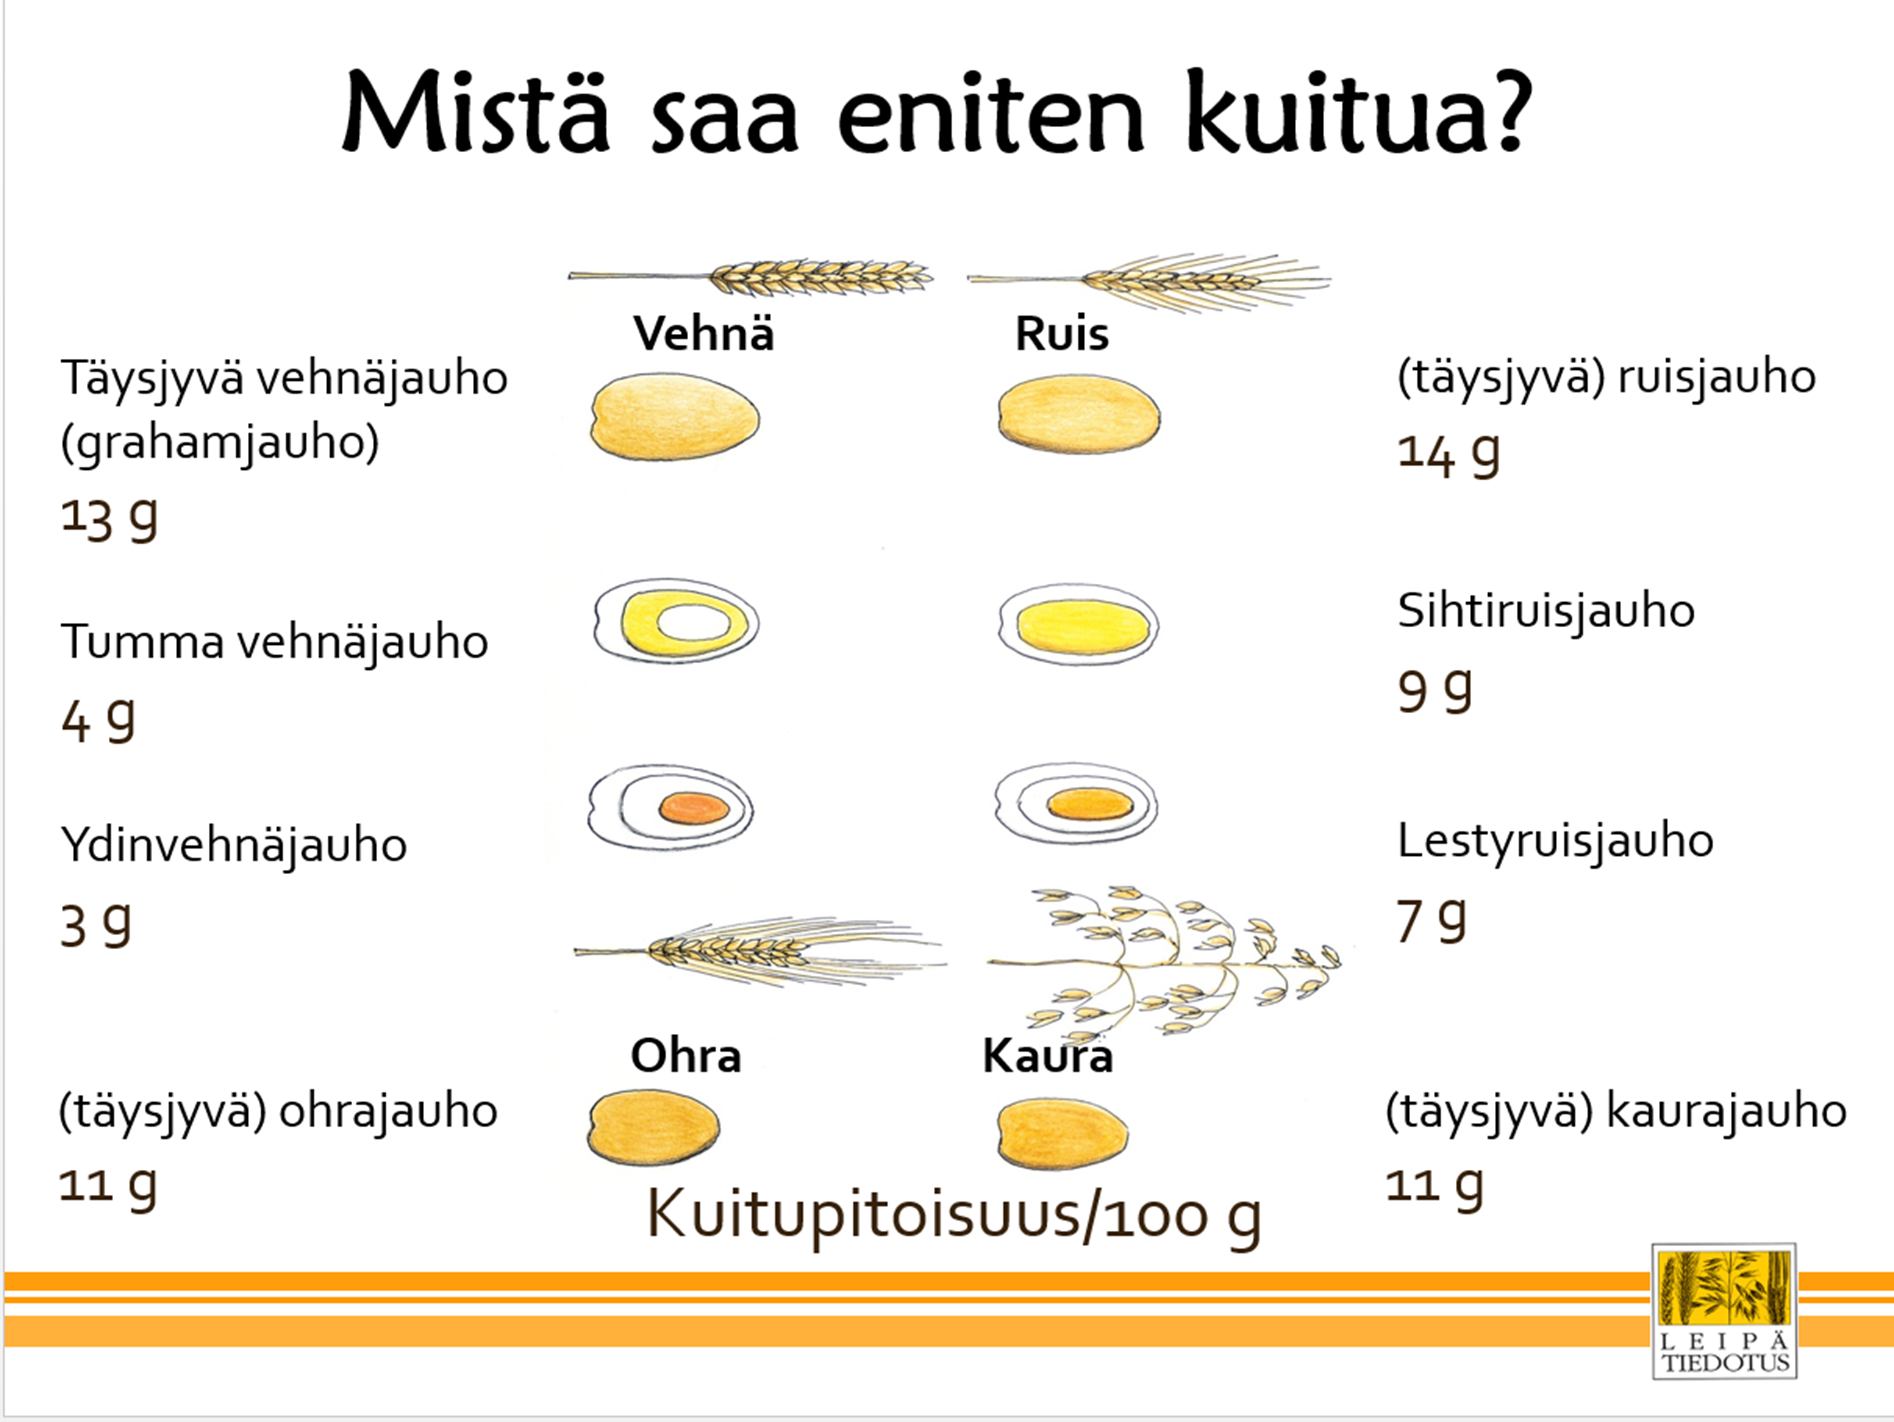 Mistä saa eniten kuitua?
Vehnä
Ruis
Täysjyvä vehnäjauho
(grahamjauho)
13 g
(täysjyvä) ruisjauho
14 g
Tumma vehnäjauho
4 g
Sihtiruisjauho
9 g
Ydinvehnäjauho
3 g
Lestyruisjauho
7 g
Ohra
Kaura
(täysjyvä) ohrajauho
11 g
(täysjyvä) kaurajauho
11 g
Kuitupitoisuus/100 g
LEIPÄ
TIEDOTUS